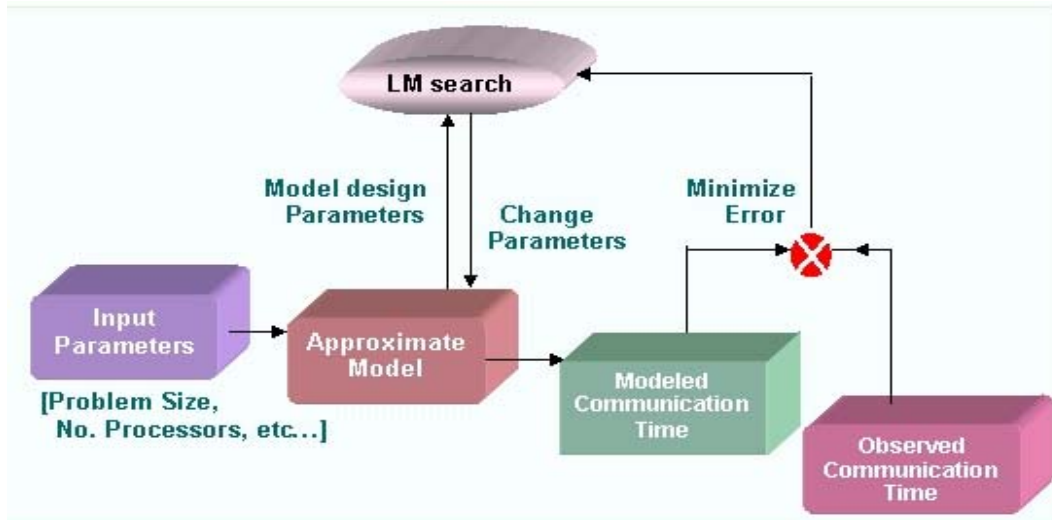 LM search
Model design
Parameters
Change
Parameters
Minimize
Error
Input
Parameters
[Problem Size,
No. Processors, etc...]
Approximate
Model
Modeled
Communication
Time
Observed
Communication
Time